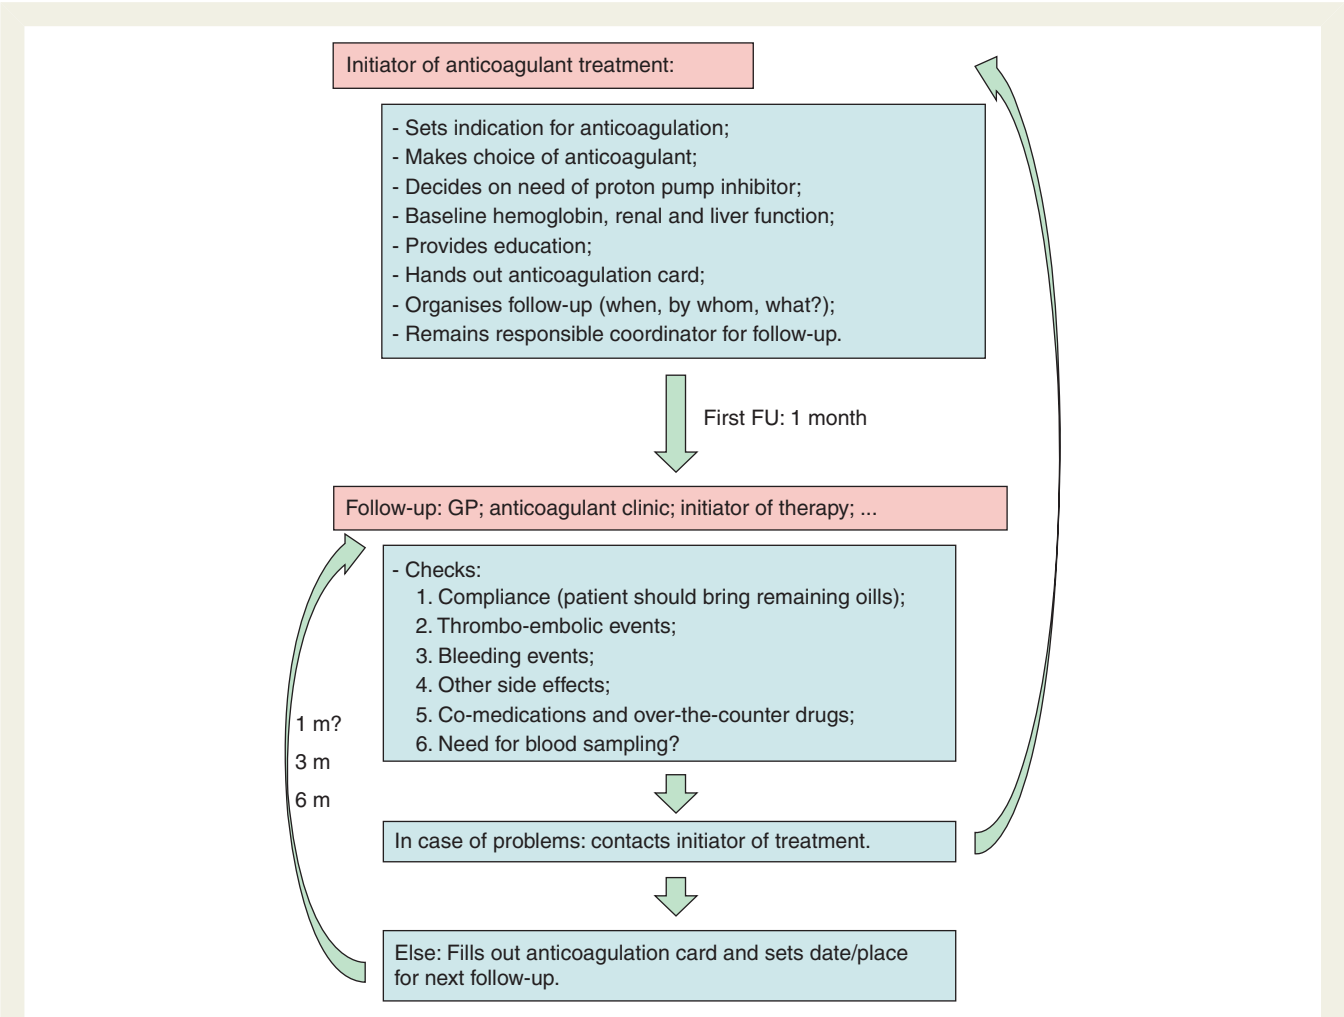 Initiator of anticoagulant treatment:
- Sets indication for anticoagulation;
- Makes choice of anticoagulant;
- Decides on need of proton pump inhibitor;
- Baseline hemoglobin, renal and liver function;
- Provides education;
- Hands out anticoagulation card;
- Organises follow-up (when, by whom, what?);
- Remains responsible coordinator for follow-up.
First FU: 1 month
Follow-up: GP; anticoagulant clinic; initiator of therapy; ...
- Checks:
1. Compliance (patient should bring remaining oills);
2. Thrombo-embolic events;
3. Bleeding events;
4. Other side effects;
5. Co-medications and over-the-counter drugs;
6. Need for blood sampling?
1 m?
3 m
6 m
In case of problems: contacts initiator of treatment.
Else: Fills out anticoagulation card and sets date/place
for next follow-up.